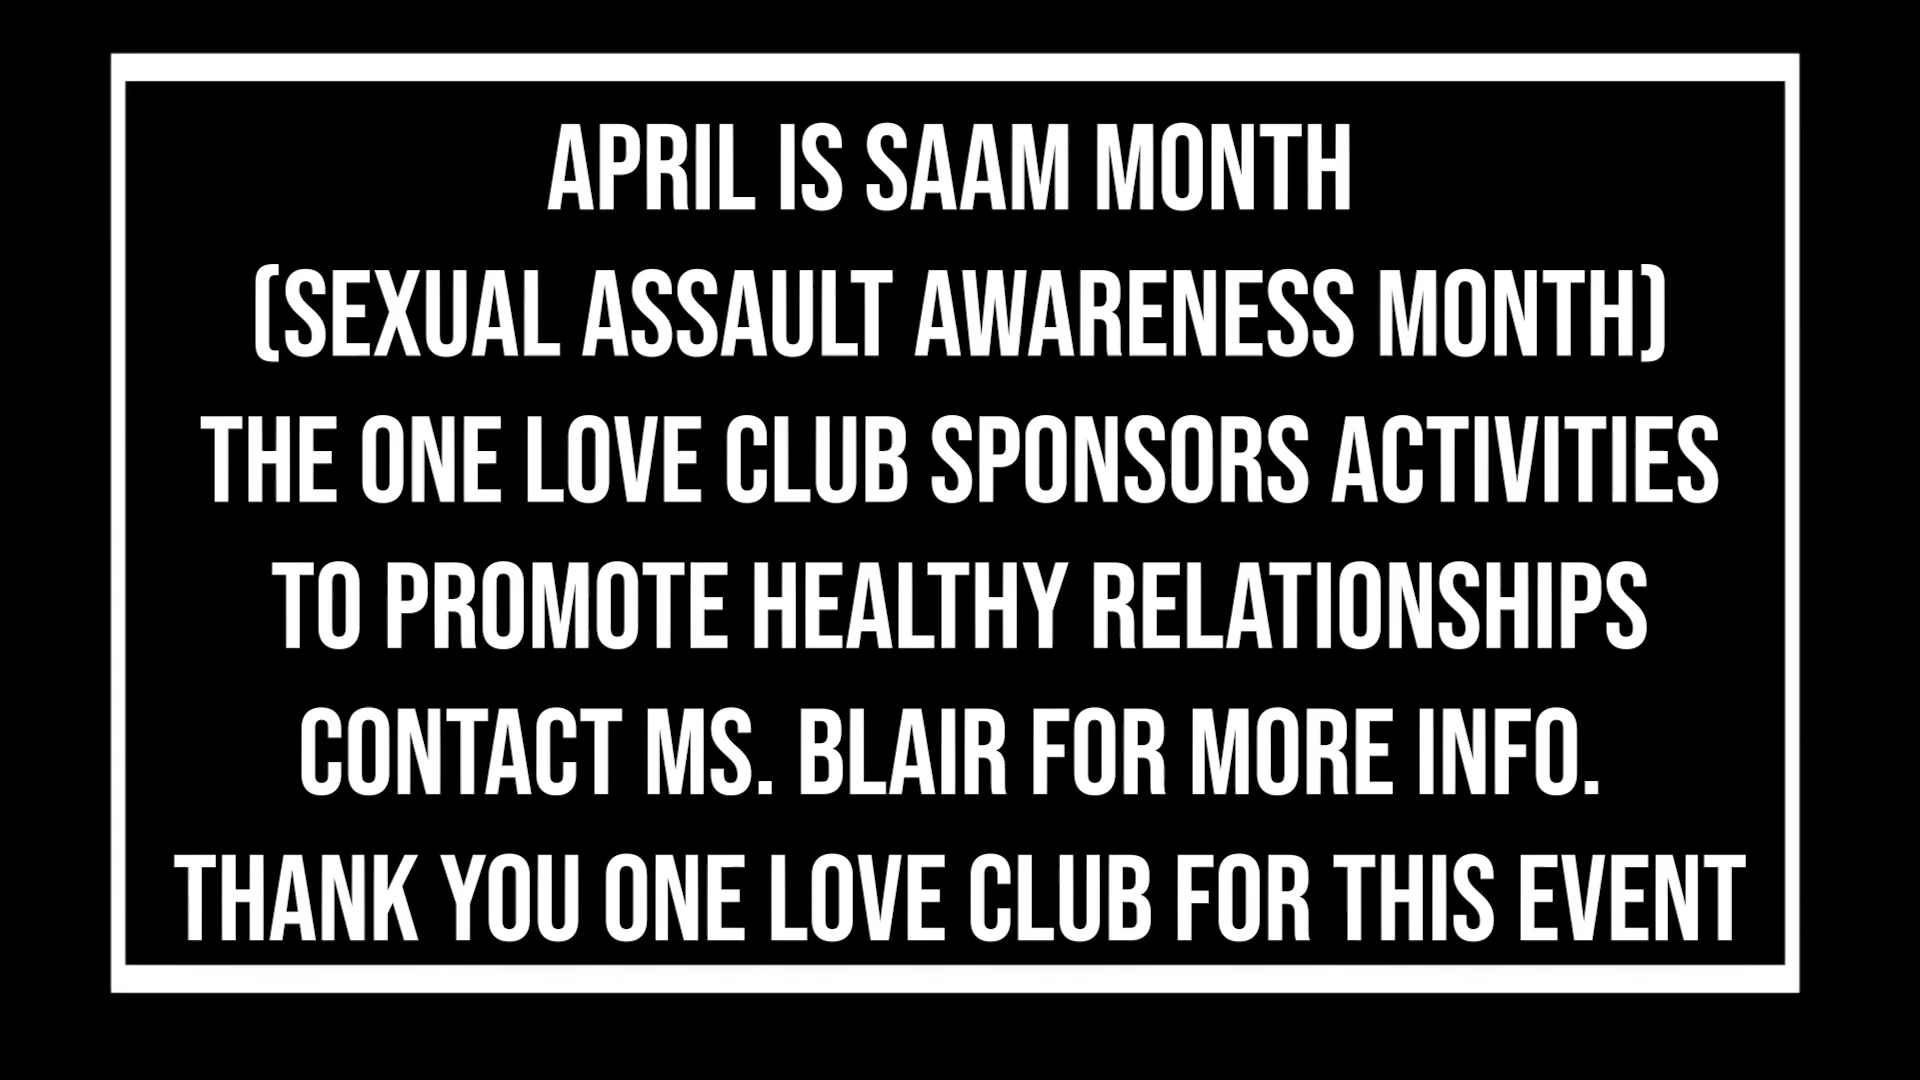 APRIL IS SAAM MONTH
(SEXUAL ASSAULT AWARENESS MONTH)
THE ONE LOVE CLUB SPONSORS ACTIVITIES
TO PROMOTE HEALTHY RELATIONSHIPS
CONTACT MS. BLAIR FOR MORE INFO.
THANK YOU ONE LOVE CLUB FOR THIS EVENT